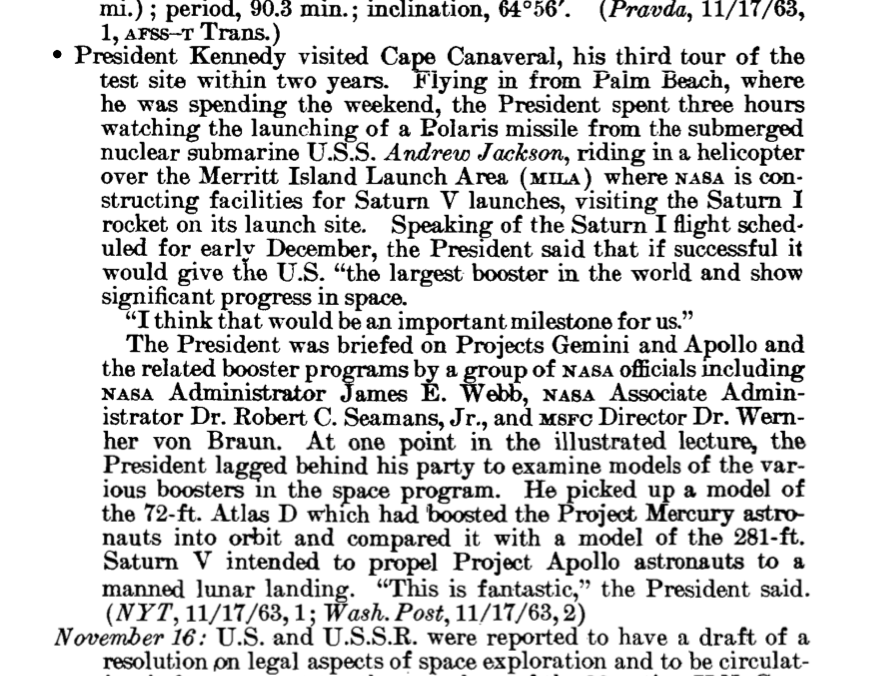 mi.) ; period, 90.3 min.; inclination, 64°56′. (Pravda, 11/17/63,
1, AFSS–T Trans.)
• President Kennedy visited Cape Canaveral, his third tour of the
test site within two years. Flying in from Palm Beach, where
he was spending the weekend, the President spent three hours
watching the launching of a Polaris missile from the submerged
nuclear submarine U.S.S. Andrew Jackson, riding in a helicopter
over the Merritt Island Launch Area (MILA) where NASA is con-
structing facilities for Saturn V launches, visiting the Saturn I
rocket on its launch site. Speaking of the Saturn I flight sched-
uled for early December, the President said that if successful it
would give the U.S. “the largest booster in the world and show
significant progress in space.
“I think that would be an important milestone for us.”
The President was briefed on Projects Gemini and Apollo and
the related booster programs by a group of NASA officials including
NASA Administrator James E. Webb, NASA Associate Admin-
istrator Dr. Robert C. Seamans, Jr., and MSFC Director Dr. Wern-
her von Braun. At one point in the illustrated lecture, the
President lagged behind his party to examine models of the var-
ious boosters in the space program. He picked up a model of
the 72-ft. Atlas D which had boosted the Project Mercury astro-
nauts into orbit and compared it with a model of the 281-ft.
Saturn V intended to propel Project Apollo astronauts to a
manned lunar landing. “This is fantastic,” the President said.
(NYT, 11/17/63, 1; Wash. Post, 11/17/63, 2)
November 16: U.S. and U.S.S.R. were reported to have a draft of a
resolution on legal aspects of space exploration and to be circulat-